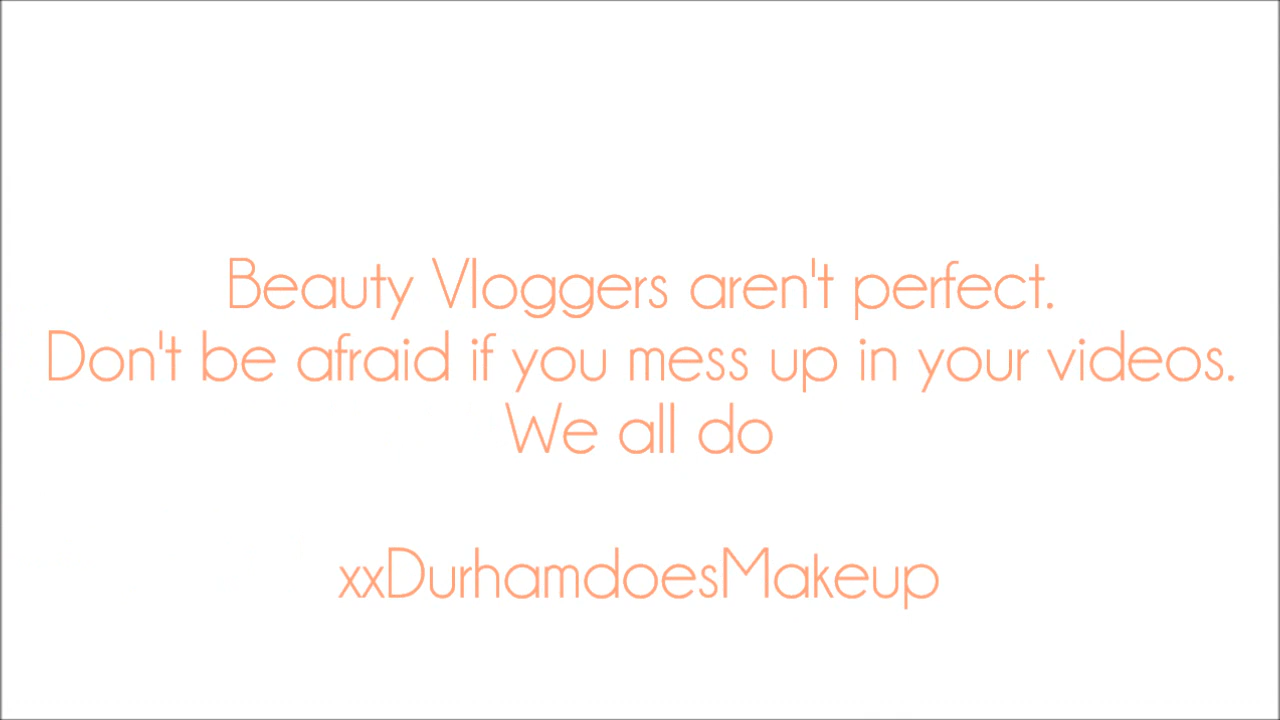 Beauty Vloggers aren't perfect.
Don't be afraid if you mess up in your videos.
We all do
xxDurhamdoesMakeup